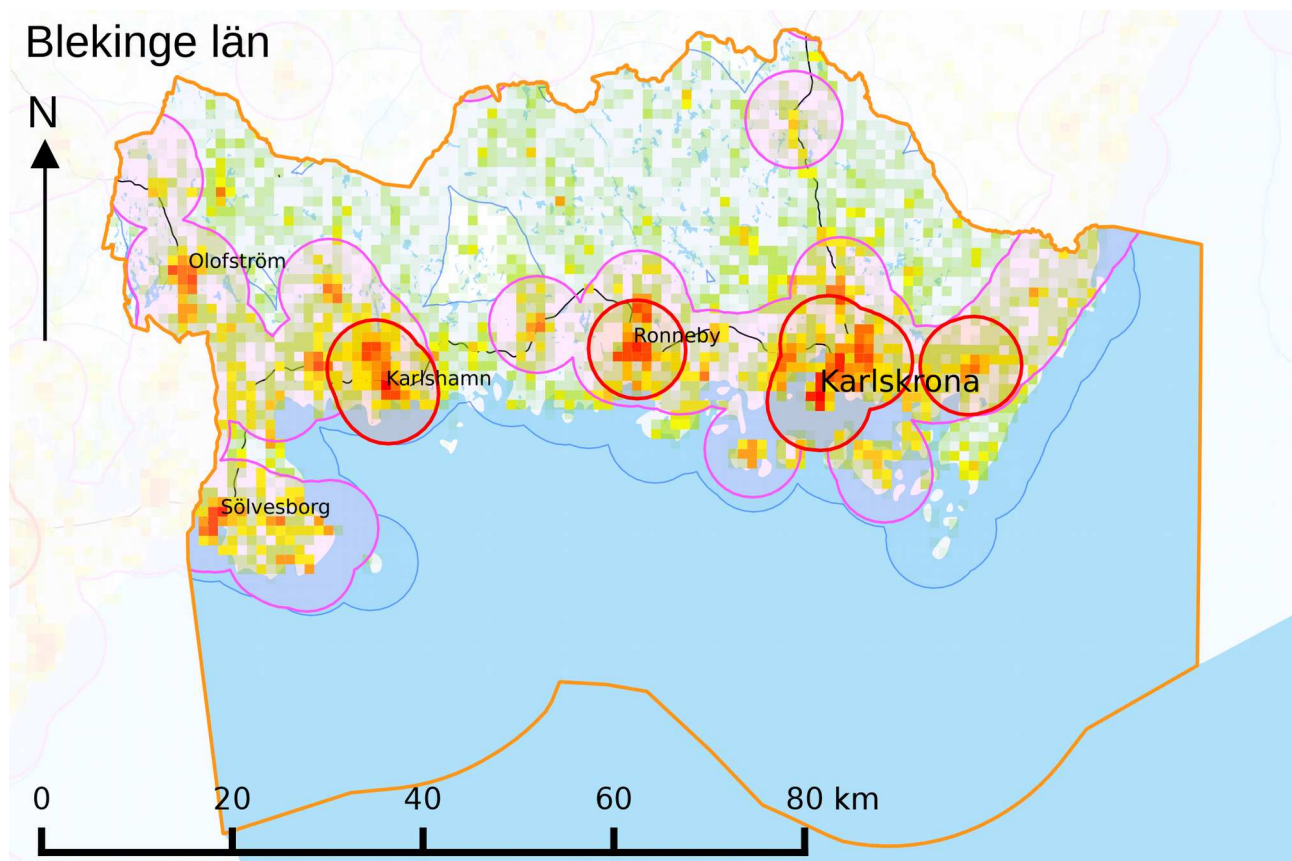 Blekinge län
N
Olofström
Ronneby
Karlshamn
Karlskrona
Sölvesborg
0 20 40 60 80 km